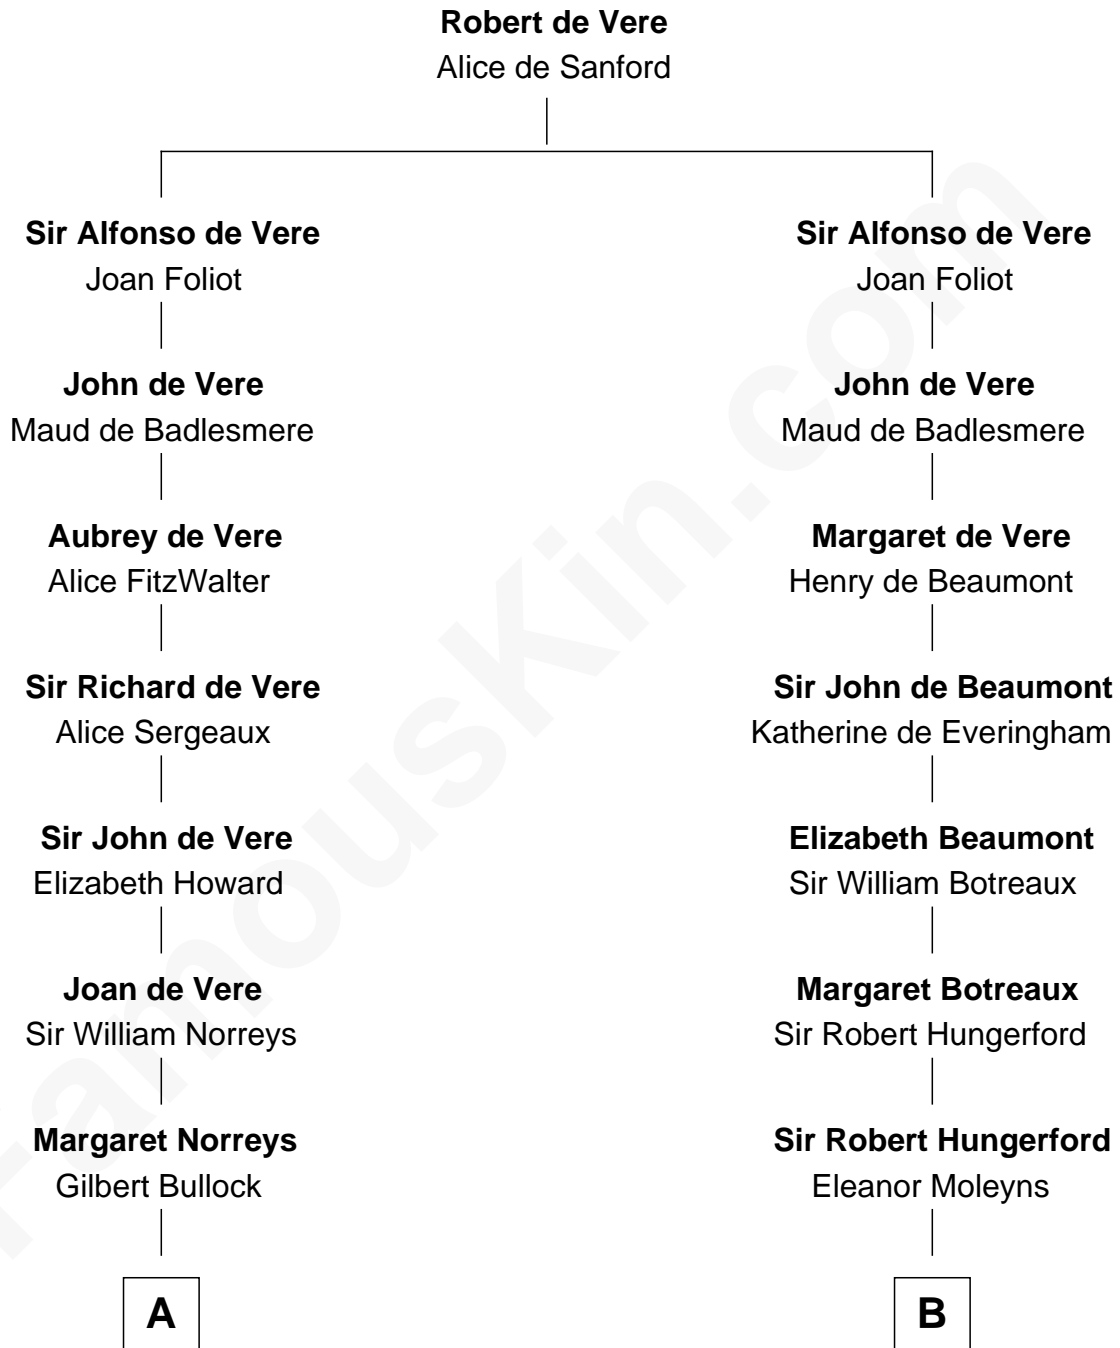 Robert de Vere
Alice de Sanford
Sir Alfonso de Vere
Joan Foliot
John de Vere
Maud de Badlesmere
Aubrey de Vere
Alice FitzWalter
Sir Richard de Vere
Alice Sergeaux
Sir John de Vere
Elizabeth Howard
Joan de Vere
Sir William Norreys
Margaret Norreys
Gilbert Bullock
A
Sir Alfonso de Vere
Joan Foliot
John de Vere
Maud de Badlesmere
Margaret de Vere
Henry de Beaumont
Sir John de Beaumont
Katherine de Everingham
Elizabeth Beaumont
Sir William Botreaux
Margaret Botreaux
Sir Robert Hungerford
Sir Robert Hungerford
Eleanor Moleyns
B
FamousKin.com